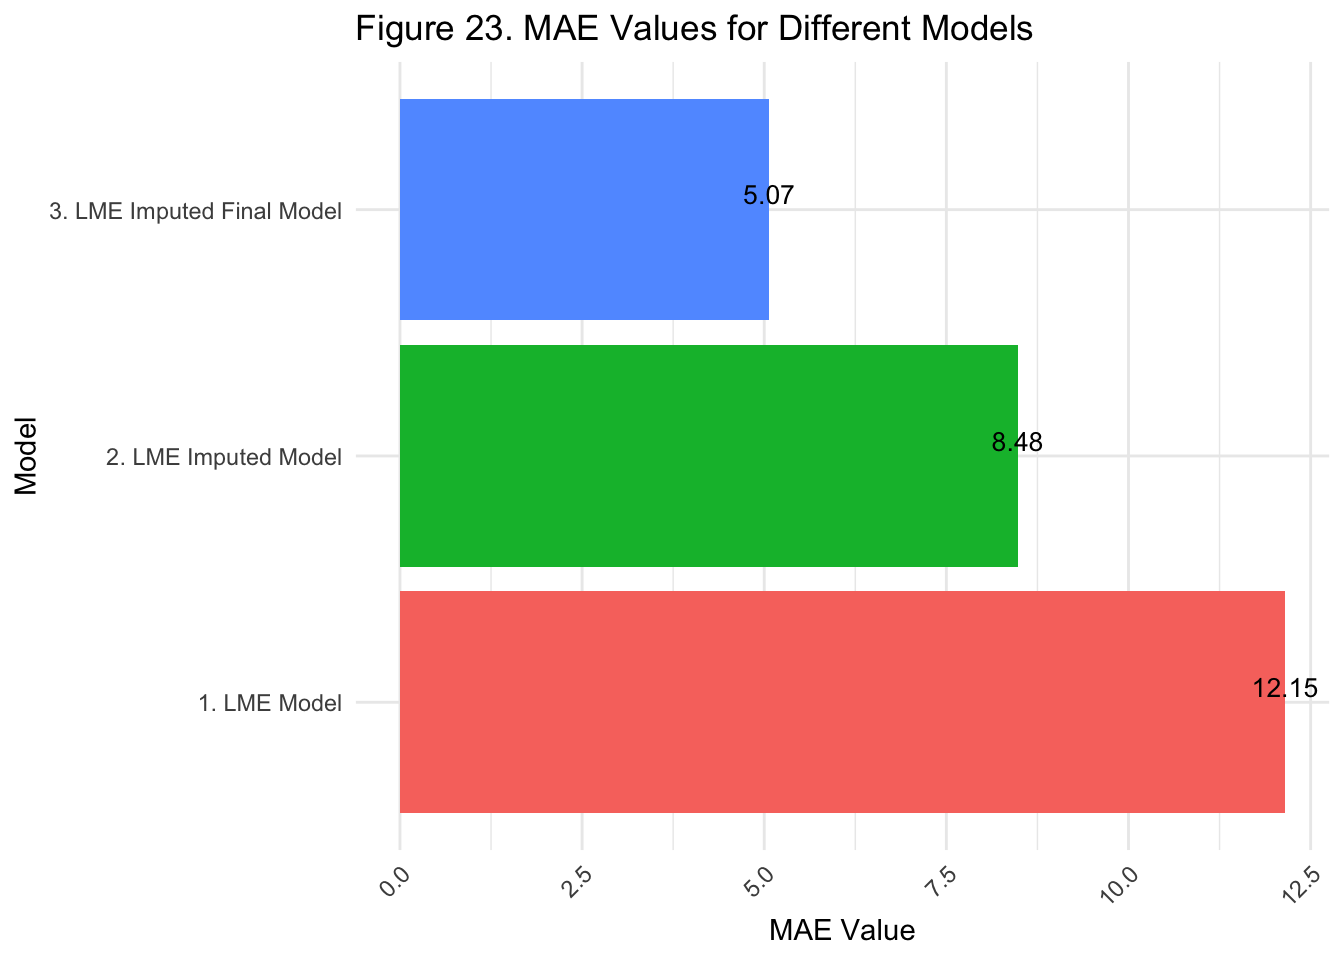 Figure 23. MAE Values for Different Models
3. LME Imputed Final Model
5.07
2. LME Imputed Model
8.48
1. LME Model
12.15
Model
0.0
2.5
5.0
7.5
10.0
12.5
MAE Value